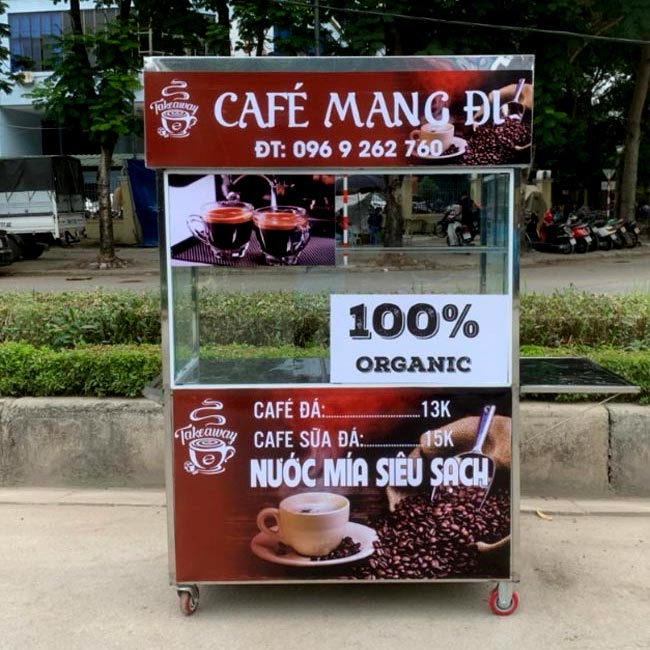 Takeaway
CAFÉ MANG ĐI
ĐT: 096 9 262 760
100%
ORGANIC
Takeaway
CAFÉ ĐÁ:........................13K
CAFE SỮA ĐÁ:...............15K
NƯỚC MÍA SIÊU SẠCH